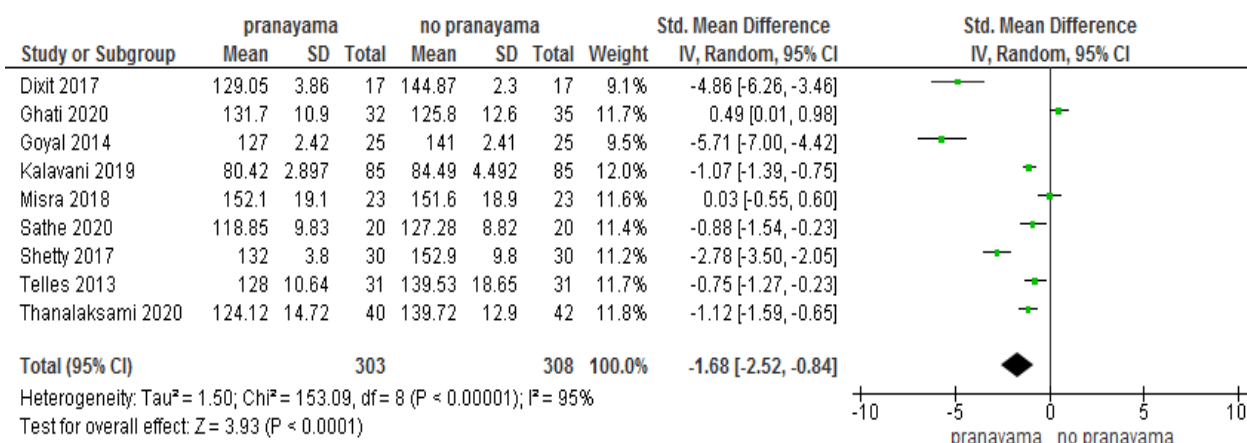 pranayama no pranayama Std. Mean Difference Std. Mean Difference
Study or Subgroup Mean SD Total Mean SD Total Weight IV, Random, 95% CI IV, Random, 95% CI
Dixit 2017 129.05 3.86 17 144.87 2.3 17 9.1% -4.86 [-6.26, -3.46]
Ghati 2020 131.7 10.9 32 125.8 12.6 35 11.7% 0.49 [0.01, 0.98]
Goyal 2014 127 2.42 25 141 2.41 25 9.5% -5.71 [-7.00, -4.42]
Kalavani 2019 80.42 2.897 85 84.49 4.492 85 12.0% -1.07 [-1.39, -0.75]
Misra 2018 152.1 19.1 23 151.6 18.9 23 11.6% 0.03 [-0.55, 0.60]
Sathe 2020 118.85 9.83 20 127.28 8.82 20 11.4% -0.88 [-1.54, -0.23]
Shetty 2017 132 3.8 30 152.9 9.8 30 11.2% -2.78 [-3.50, -2.05]
Telles 2013 128 10.64 31 139.53 18.65 31 11.7% -0.75 [-1.27, -0.23]
Thanalaksami 2020 124.12 14.72 40 139.72 12.9 42 11.8% -1.12 [-1.59, -0.65]
Total (95% CI) 303 308 100.0% -1.68 [-2.52, -0.84]
Heterogeneity: Tau² = 1.50; Chi² = 153.09, df = 8 (P < 0.00001); I² = 95%
Test for overall effect: Z = 3.93 (P < 0.0001)
-10 -5 0 5 10
pranayama no pranayama